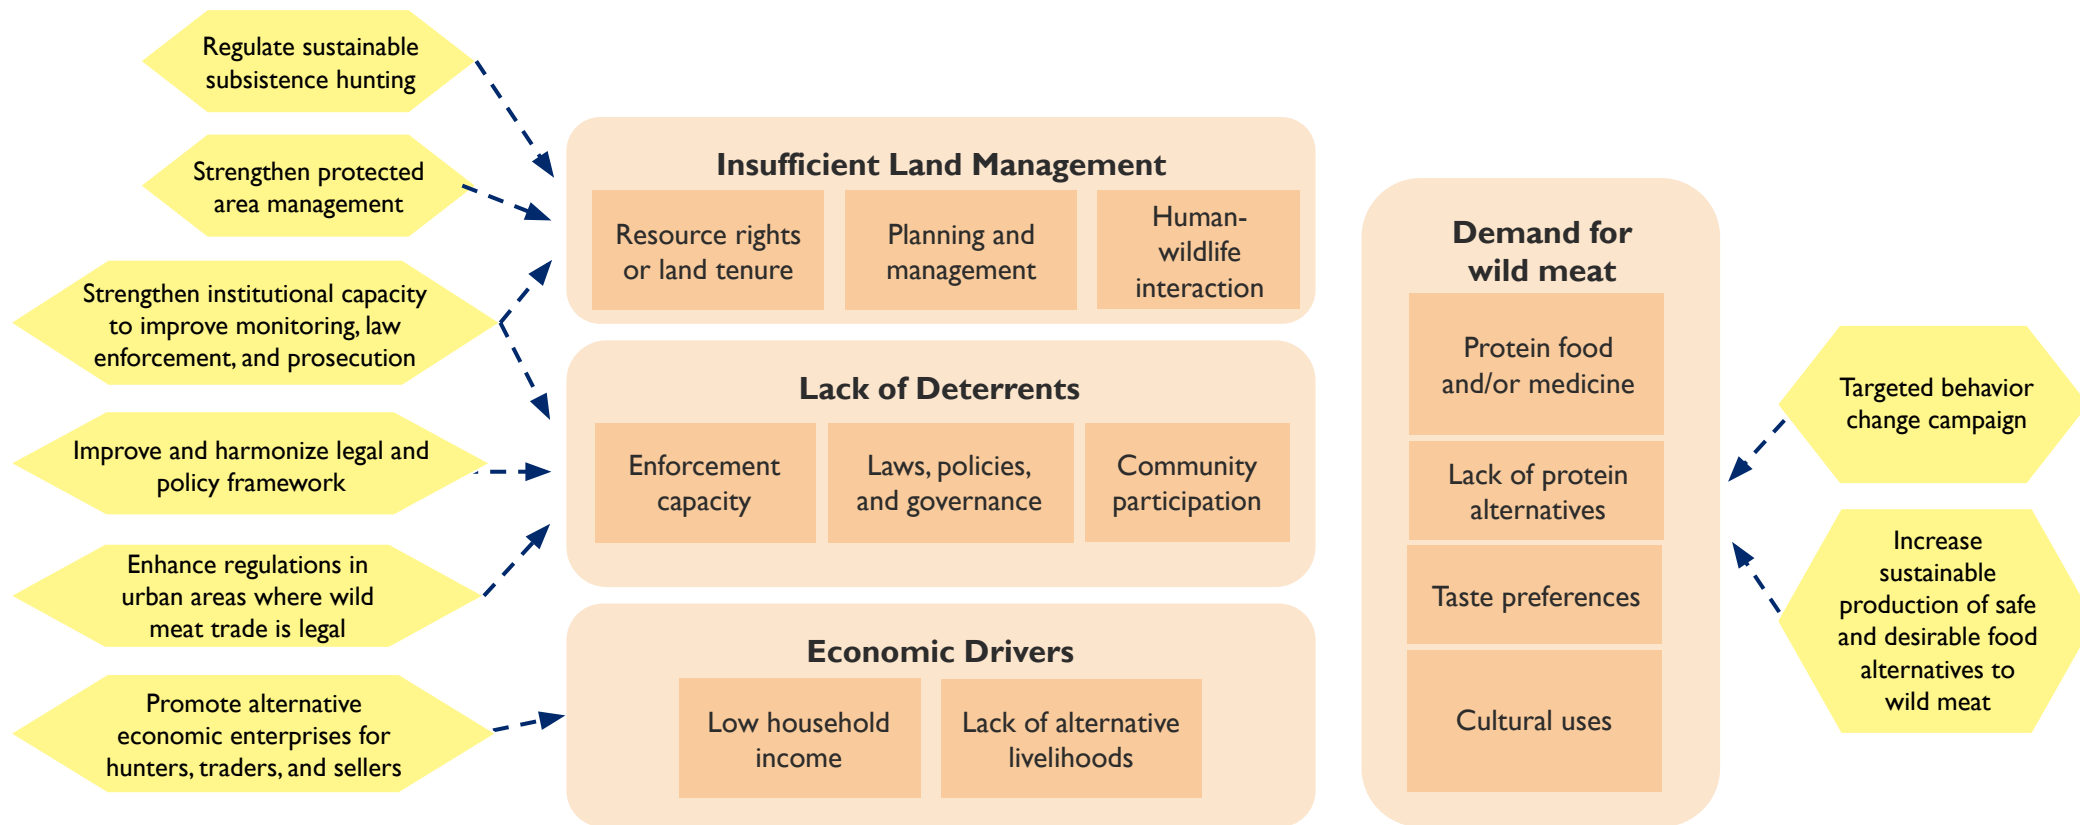 Regulate sustainable
subsistence hunting
Strengthen protected
area management
Strengthen institutional capacity
to improve monitoring, law
enforcement, and prosecution
Improve and harmonize legal and
policy framework
Enhance regulations in
urban areas where wild
meat trade is legal
Promote alternative
economic enterprises for
hunters, traders, and sellers
Insufficient Land Management
Resource rights
or land tenure
Planning and
management
Human-
wildlife
interaction
Lack of Deterrents
Enforcement
capacity
Laws, policies,
and governance
Community
participation
Economic Drivers
Low household
income
Lack of alternative
livelihoods
Demand for
wild meat
Protein food
and/or medicine
Lack of protein
alternatives
Taste preferences
Cultural uses
Targeted behavior
change campaign
Increase
sustainable
production of safe
and desirable food
alternatives to
wild meat